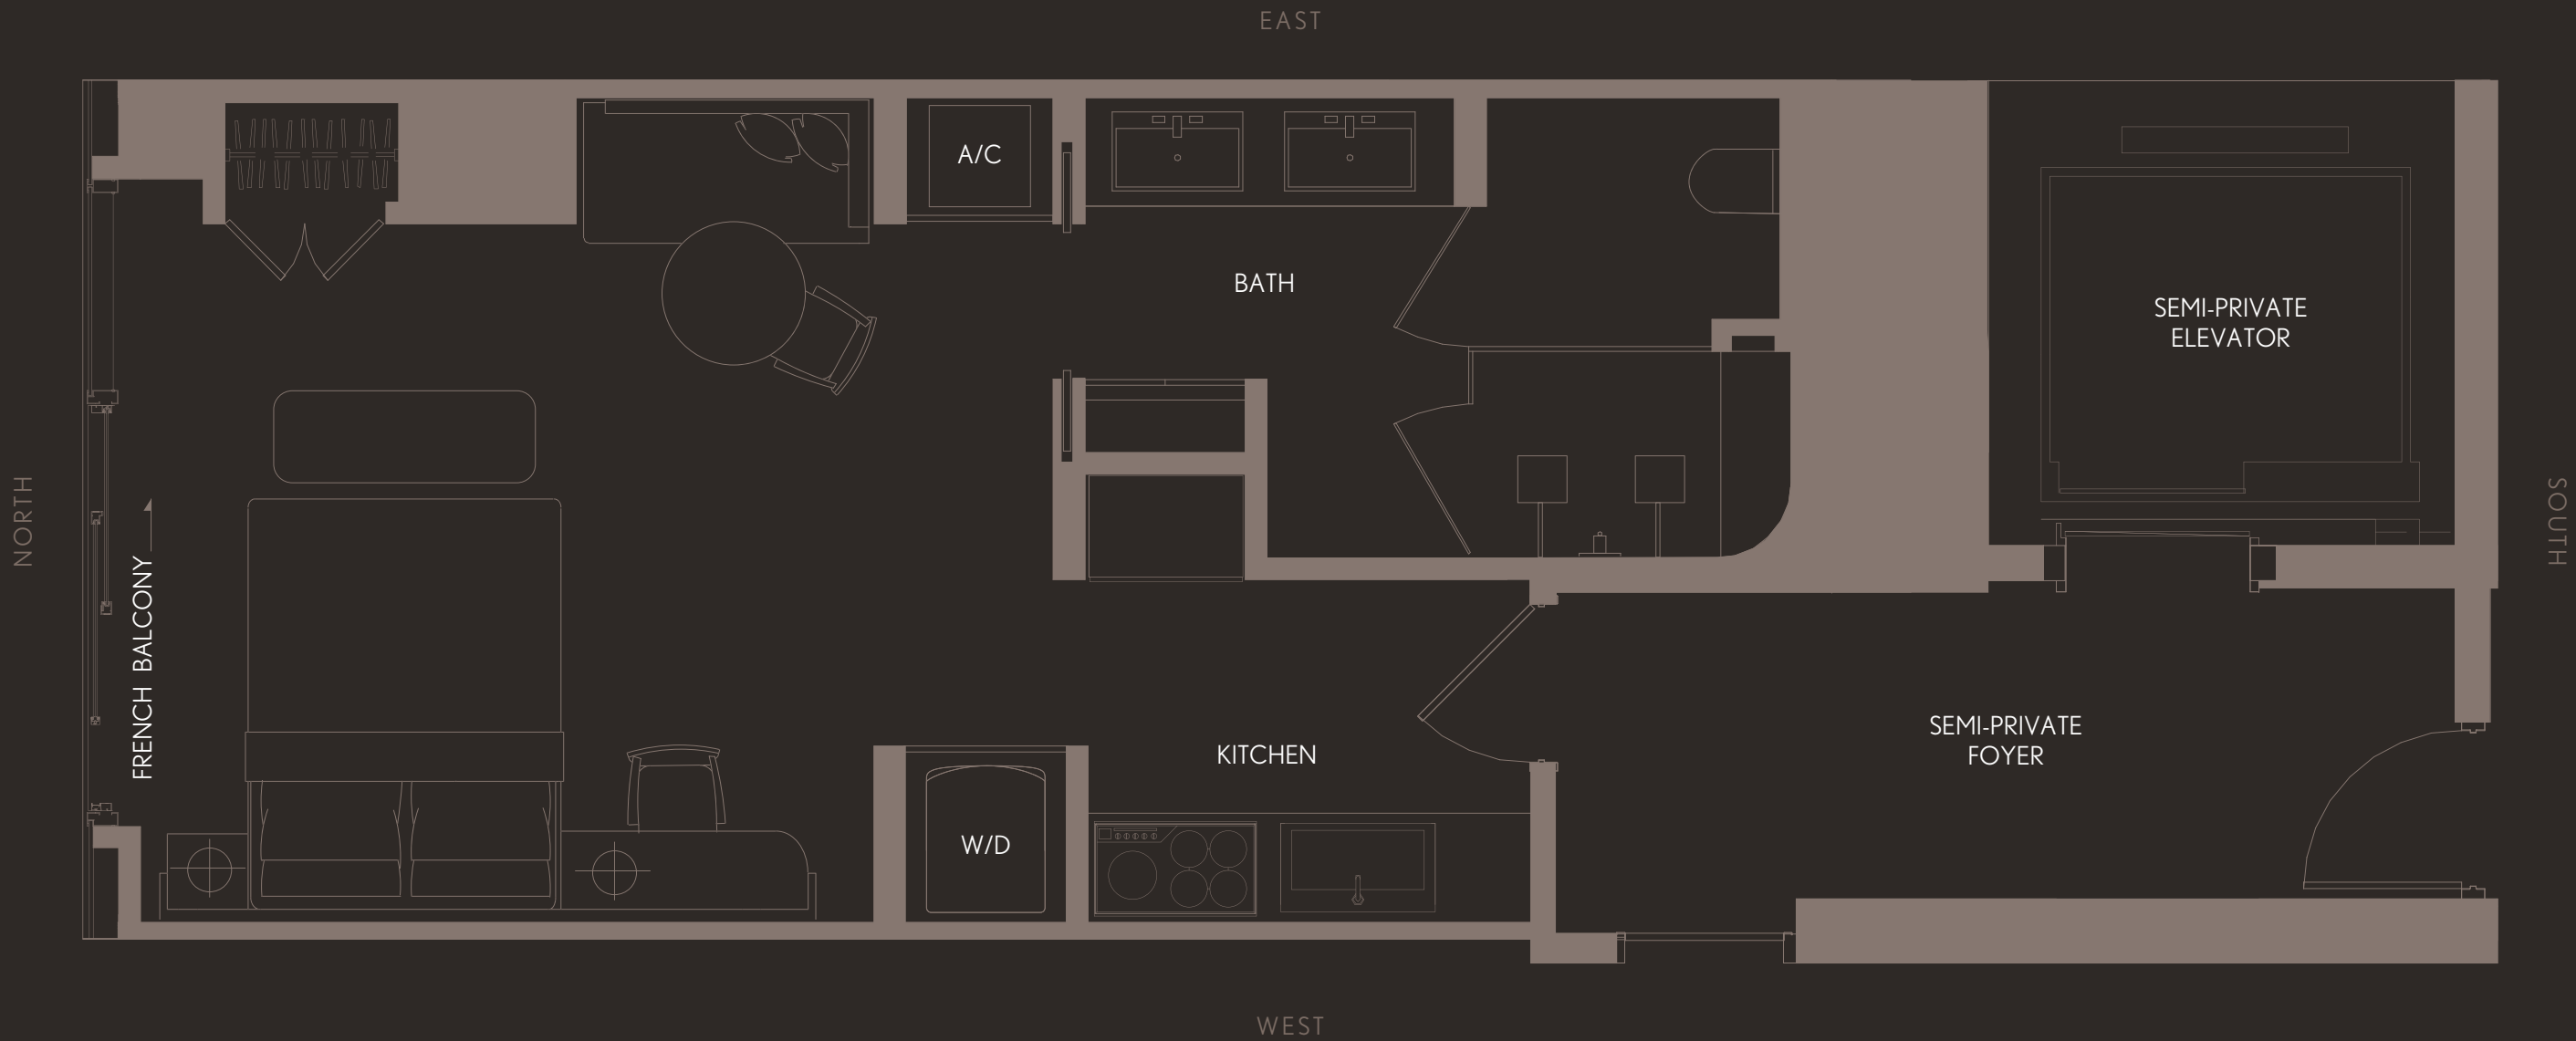 EAST
A/C
BATH
SEMI-PRIVATE
ELEVATOR
NORTH
SOUTH
FRENCH BALCONY
KITCHEN
SEMI-PRIVATE
FOYER
W/D
WEST